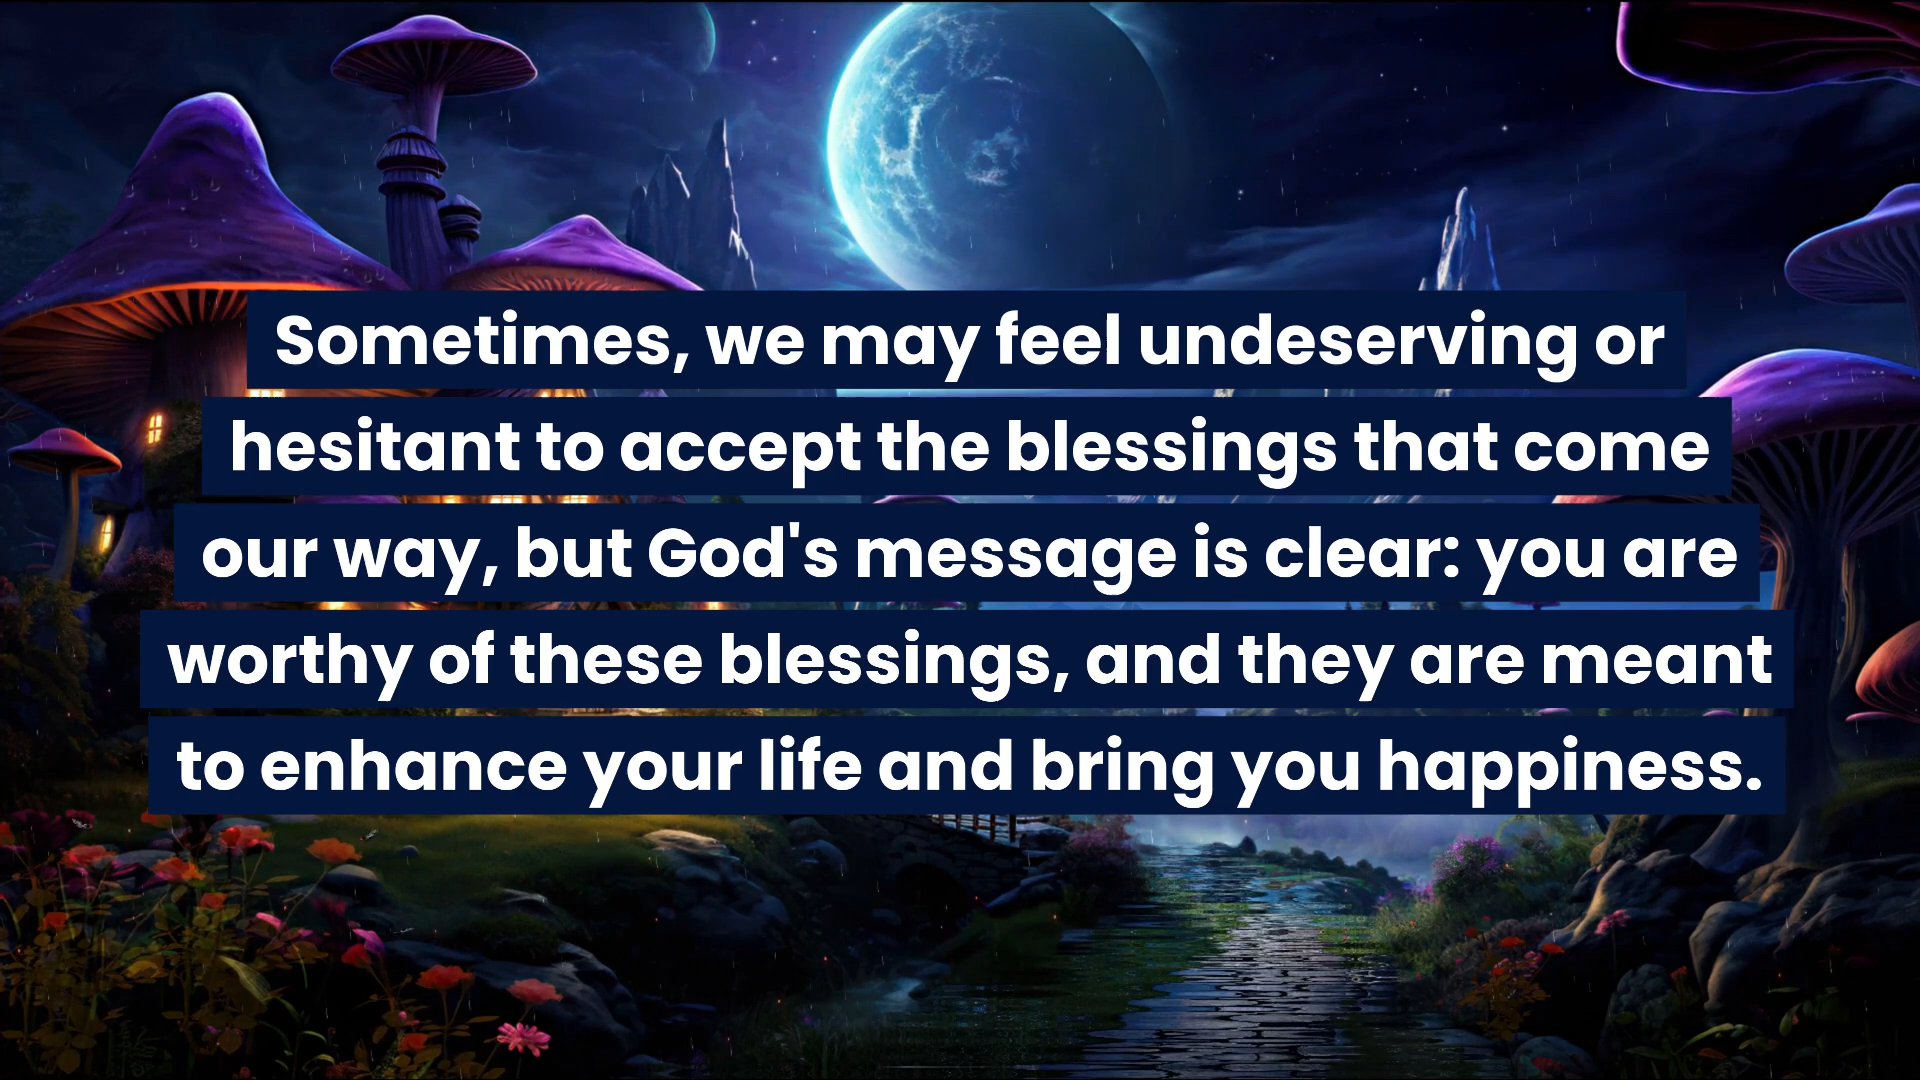 Sometimes, we may feel undeserving or
hesitant to accept the blessings that come
our way, but God's message is clear: you are
worthy of these blessings, and they are meant
to enhance your life and bring you happiness.